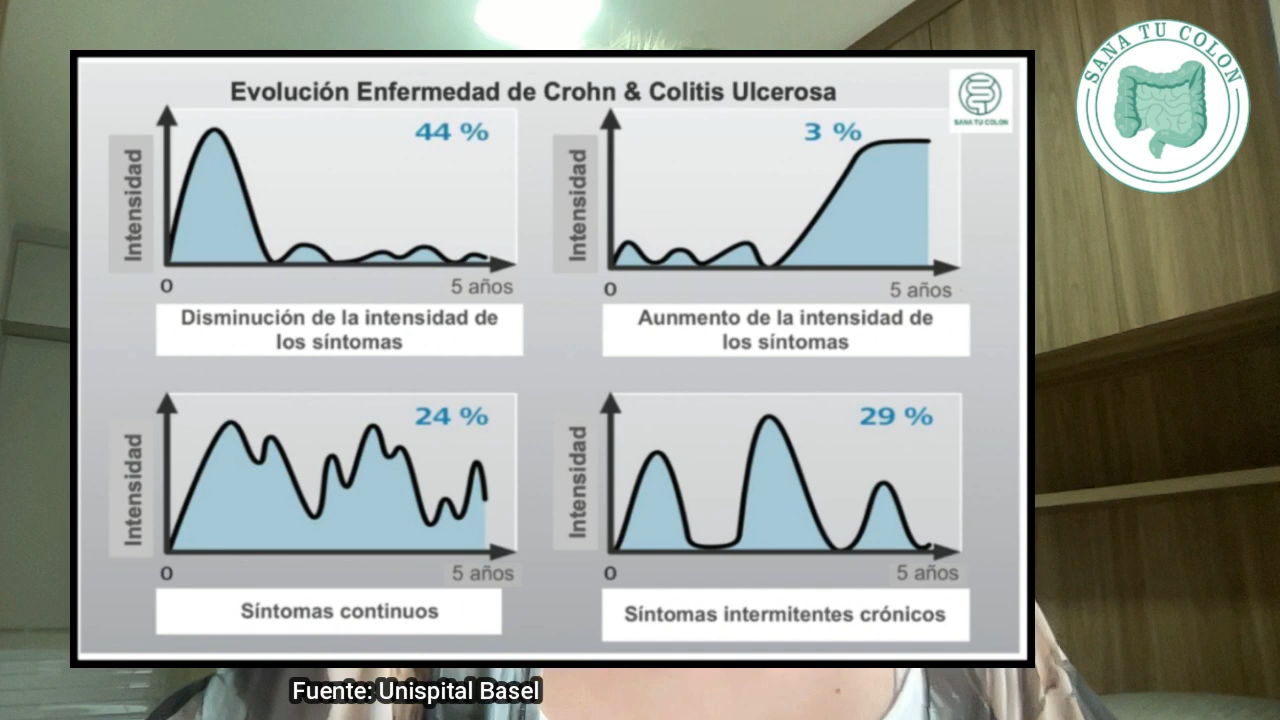 SANA TU COLON
Evolución Enfermedad de Crohn & Colitis Ulcerosa
SANA TU COLON
Intensidad
44 %
0
5 años
Disminución de la intensidad de
los síntomas
Intensidad
3 %
0
5 años
Aunmento de la intensidad de
los síntomas
Intensidad
24 %
0
5 años
Síntomas continuos
Intensidad
29 %
0
5 años
Síntomas intermitentes crónicos
Fuente: Unispital Basel